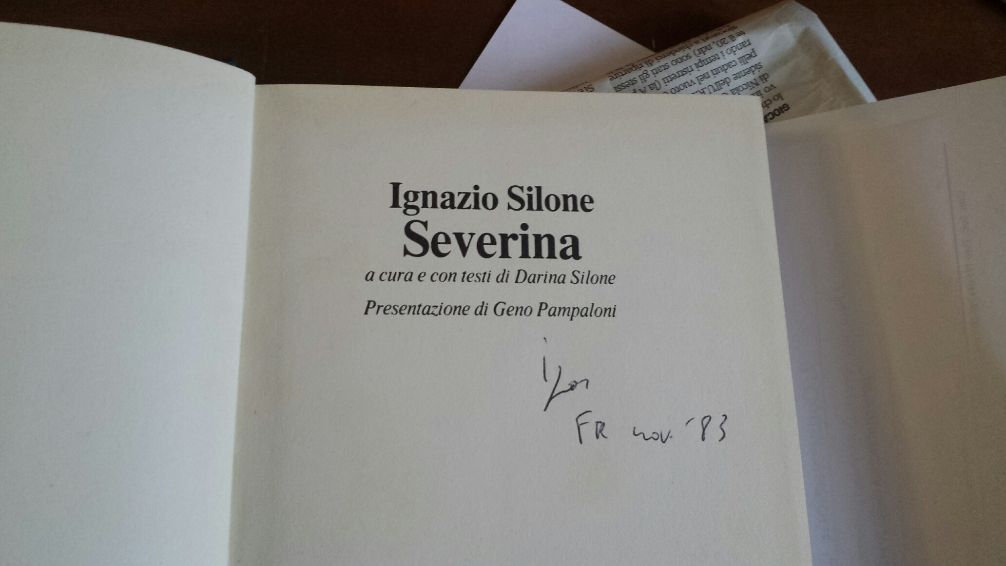 Ignazio Silone
Severina
a cura e con testi di Darina Silone
Presentazione di Geno Pampaloni
FR nov. '83